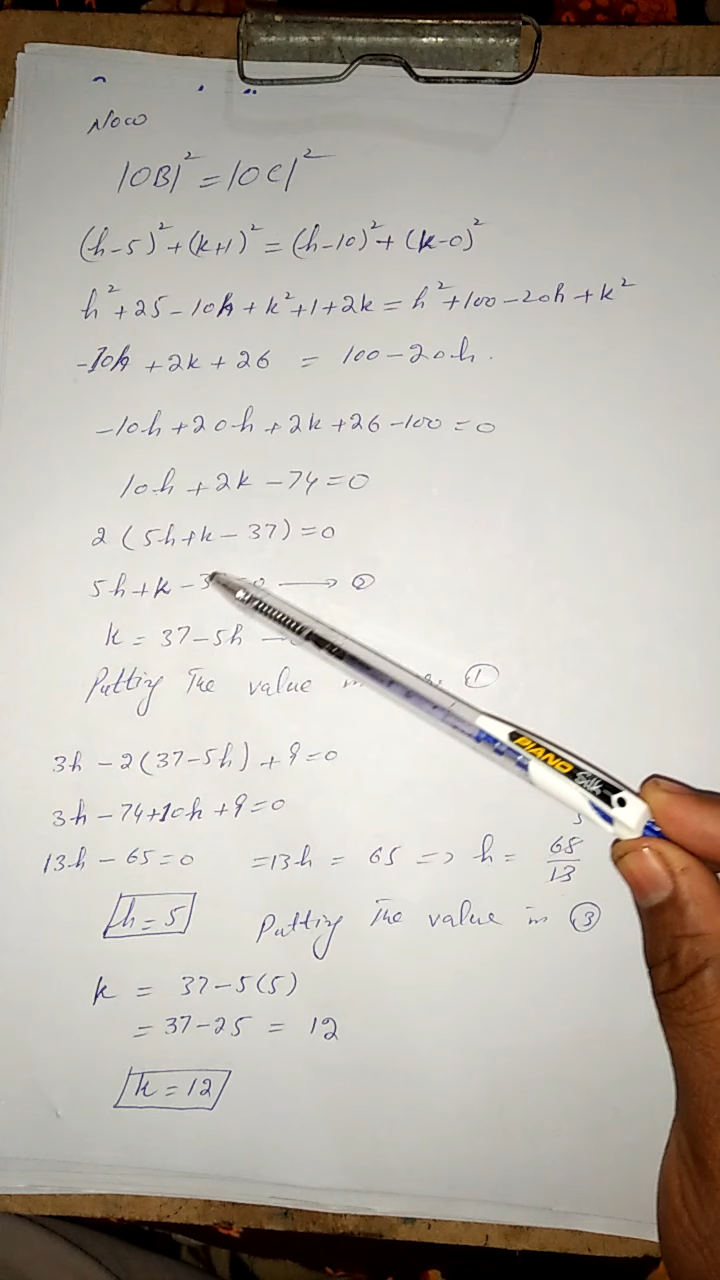 Now
|OB|² = |OC|²
(h-5)² + (k+1)² = (h-10)² + (k-0)²
h² + 25 - 10h + k² + 1 + 2k = h² + 100 - 20h + k²
-10h + 2k + 26 = 100 - 20h.
-10h + 20h + 2k + 26 - 100 = 0
10h + 2k - 74 = 0
2(5h + k - 37) = 0
5h + k - 3 → ②
k = 37 - 5h
Putting The value ①
3h - 2(37 - 5h) + 9 = 0
3h - 74 + 10h + 9 = 0
13h - 65 = 0 = 13h = 65 => h = 65/13 5
h = 5 Putting The value in ③
k = 37 - 5(5)
= 37 - 25 = 12
k = 12
PIANO Silk